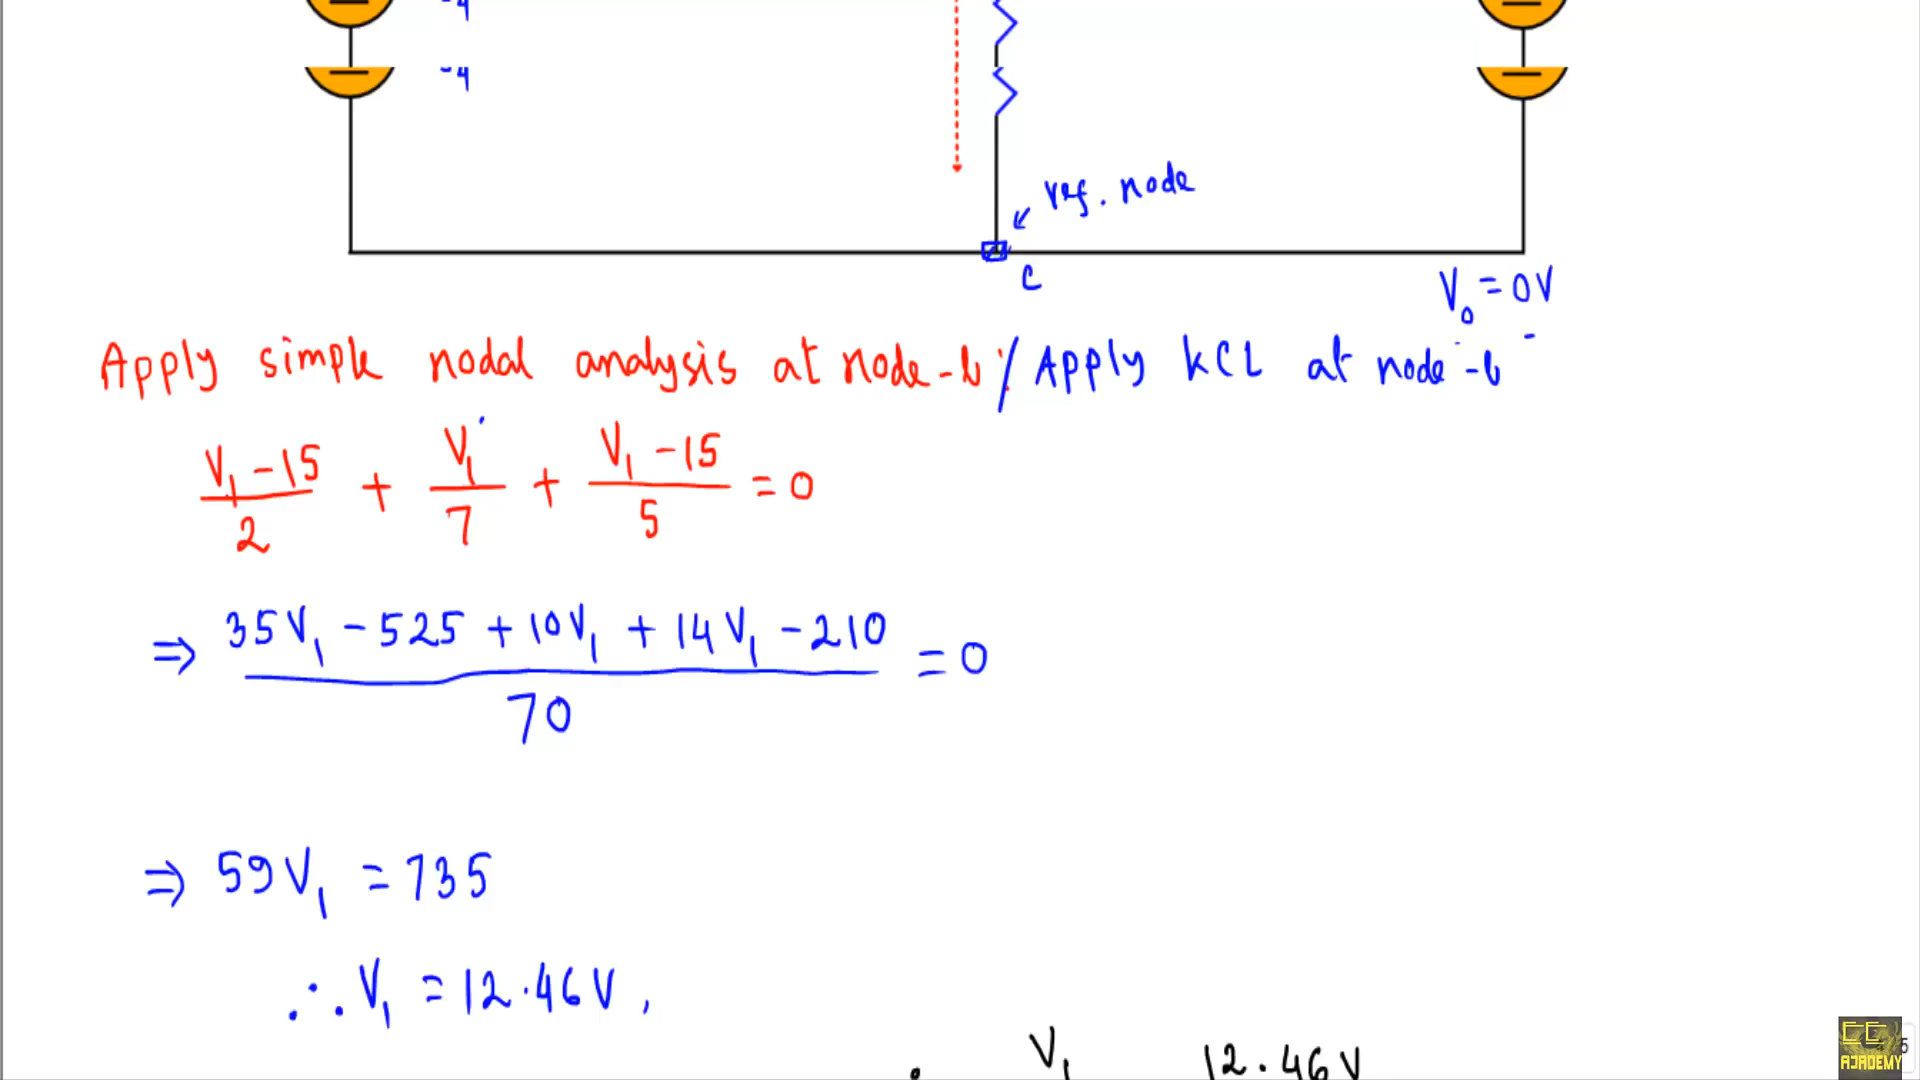 -4
ref. node
C
V₀ = 0V
Apply simple nodal analysis at node-b: / Apply KCL at node-b
(V₁ - 15)/2 + V₁/7 + (V₁ - 15)/5 = 0
⇒ (35V₁ - 525 + 10V₁ + 14V₁ - 210)/70 = 0
⇒ 59V₁ = 735
∴ V₁ = 12.46V,
V₁ 12.46V
EE
AJADEMY